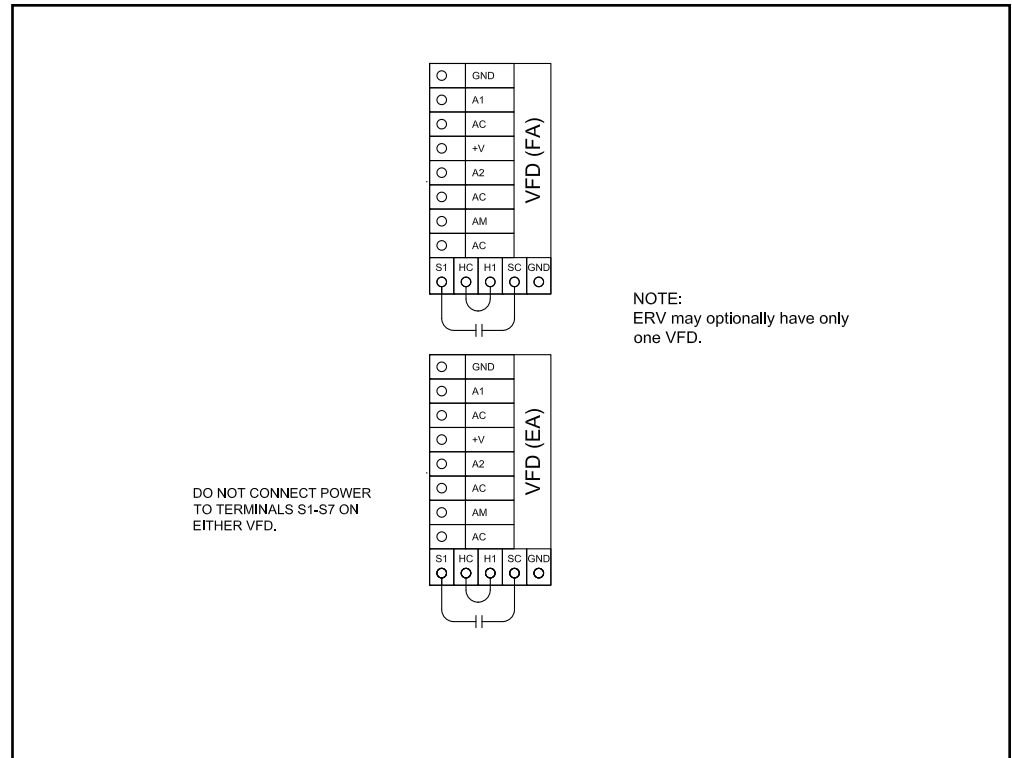 GND
A1
AC
+V
A2
AC
AM
AC
VFD (FA)
S1 HC H1 SC GND
NOTE:
ERV may optionally have only
one VFD.
GND
A1
AC
+V
A2
AC
AM
AC
VFD (EA)
S1 HC H1 SC GND
DO NOT CONNECT POWER
TO TERMINALS S1-S7 ON
EITHER VFD.